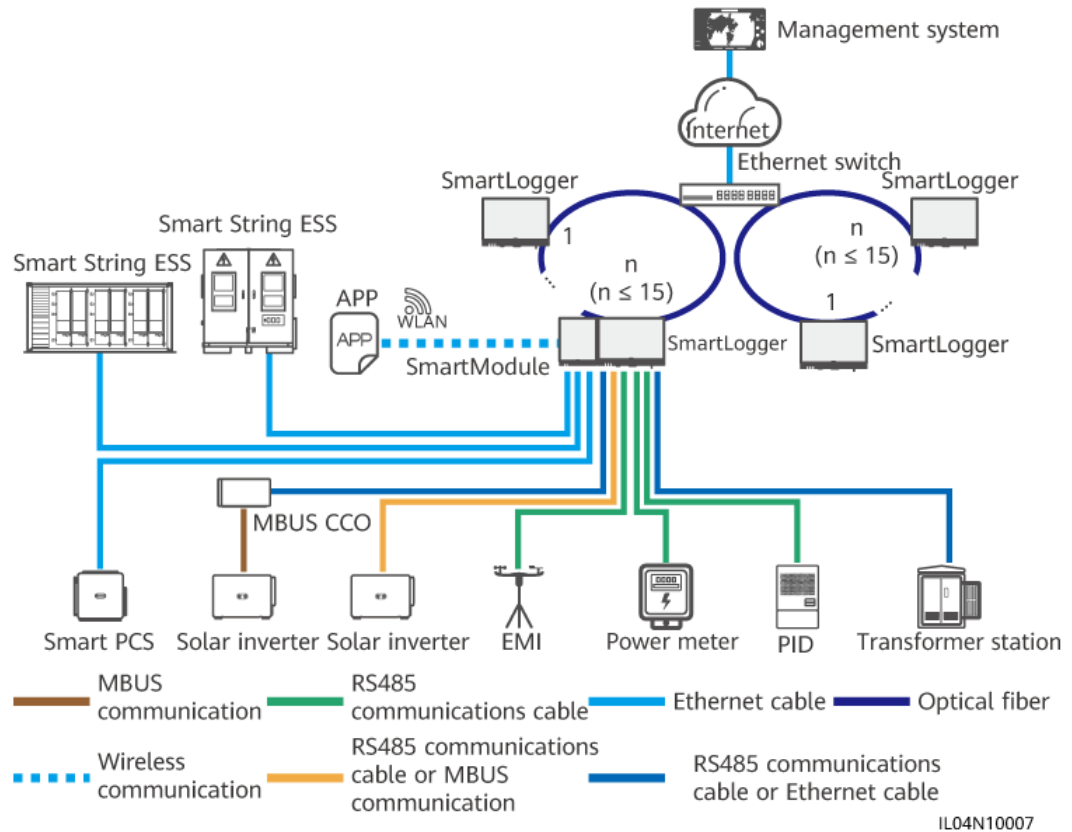 Management system
Internet
Ethernet switch
SmartLogger
SmartLogger
Smart String ESS
Smart String ESS
1
n
(n ≤ 15)
n
(n ≤ 15)
1
APP
WLAN
APP
SmartModule
SmartLogger
SmartLogger
MBUS CCO
Smart PCS
Solar inverter
Solar inverter
EMI
Power meter
PID
Transformer station
MBUS
communication
RS485
communications cable
Ethernet cable
Optical fiber
Wireless
communication
RS485 communications
cable or MBUS
communication
RS485 communications
cable or Ethernet cable
IL04N10007